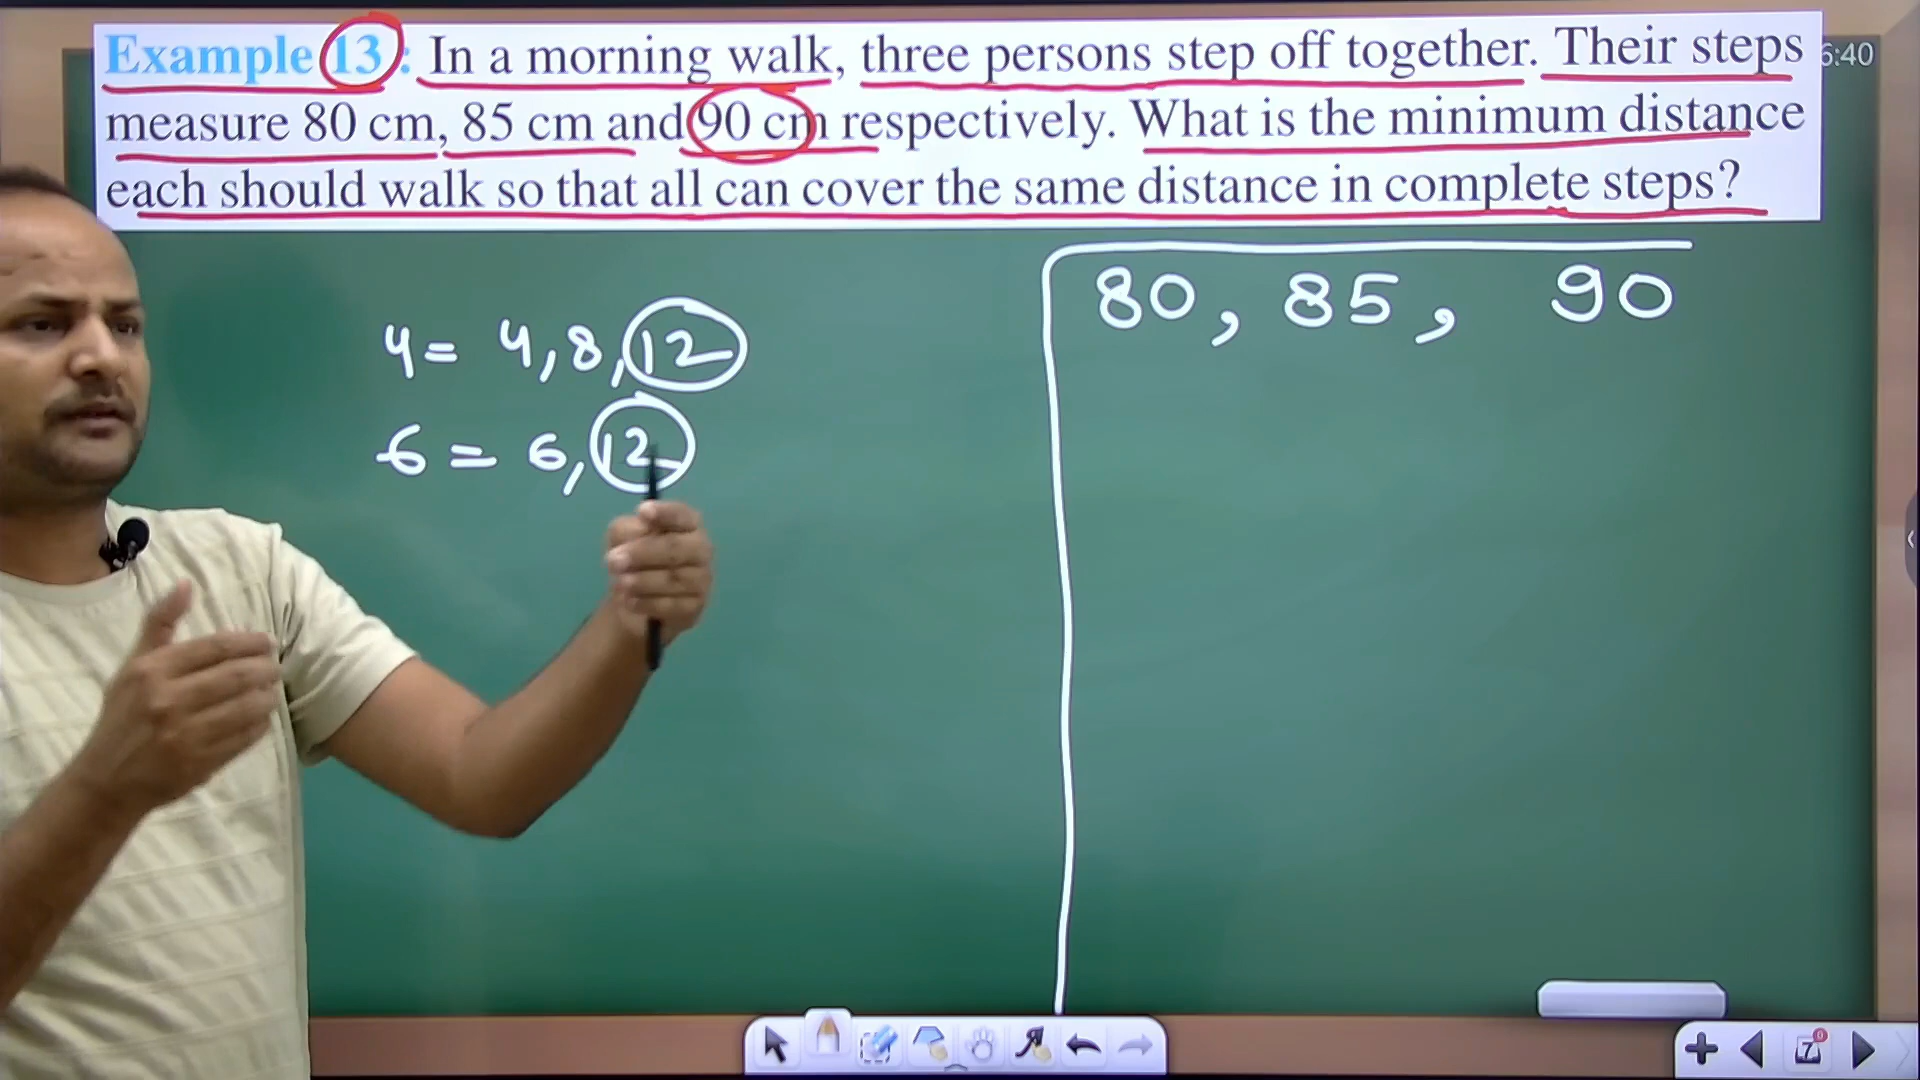 Example 13: In a morning walk, three persons step off together. Their steps
measure 80 cm, 85 cm and 90 cm respectively. What is the minimum distance
each should walk so that all can cover the same distance in complete steps?
6:40
4 = 4, 8, 12
6 = 6, 12
80, 85, 90
7